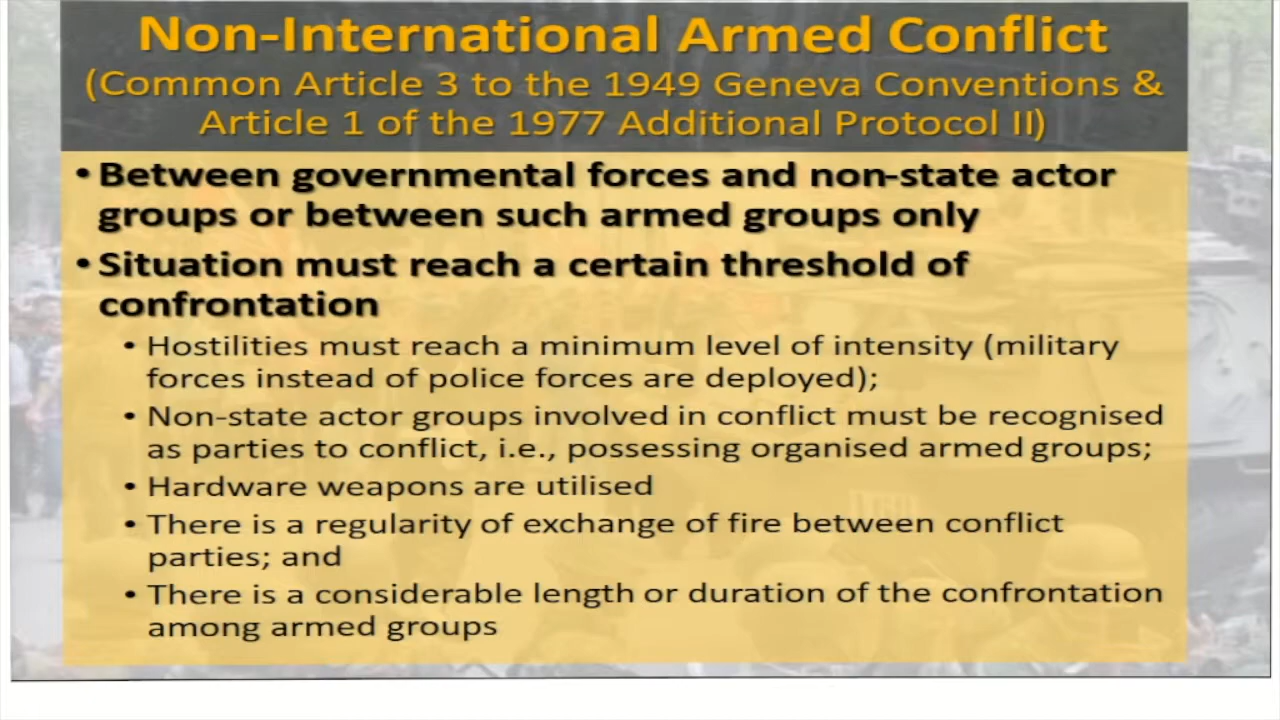 Non-International Armed Conflict
(Common Article 3 to the 1949 Geneva Conventions &
Article 1 of the 1977 Additional Protocol II)
• Between governmental forces and non-state actor
groups or between such armed groups only
• Situation must reach a certain threshold of
confrontation
• Hostilities must reach a minimum level of intensity (military
forces instead of police forces are deployed);
• Non-state actor groups involved in conflict must be recognised
as parties to conflict, i.e., possessing organised armed groups;
• Hardware weapons are utilised
• There is a regularity of exchange of fire between conflict
parties; and
• There is a considerable length or duration of the confrontation
among armed groups